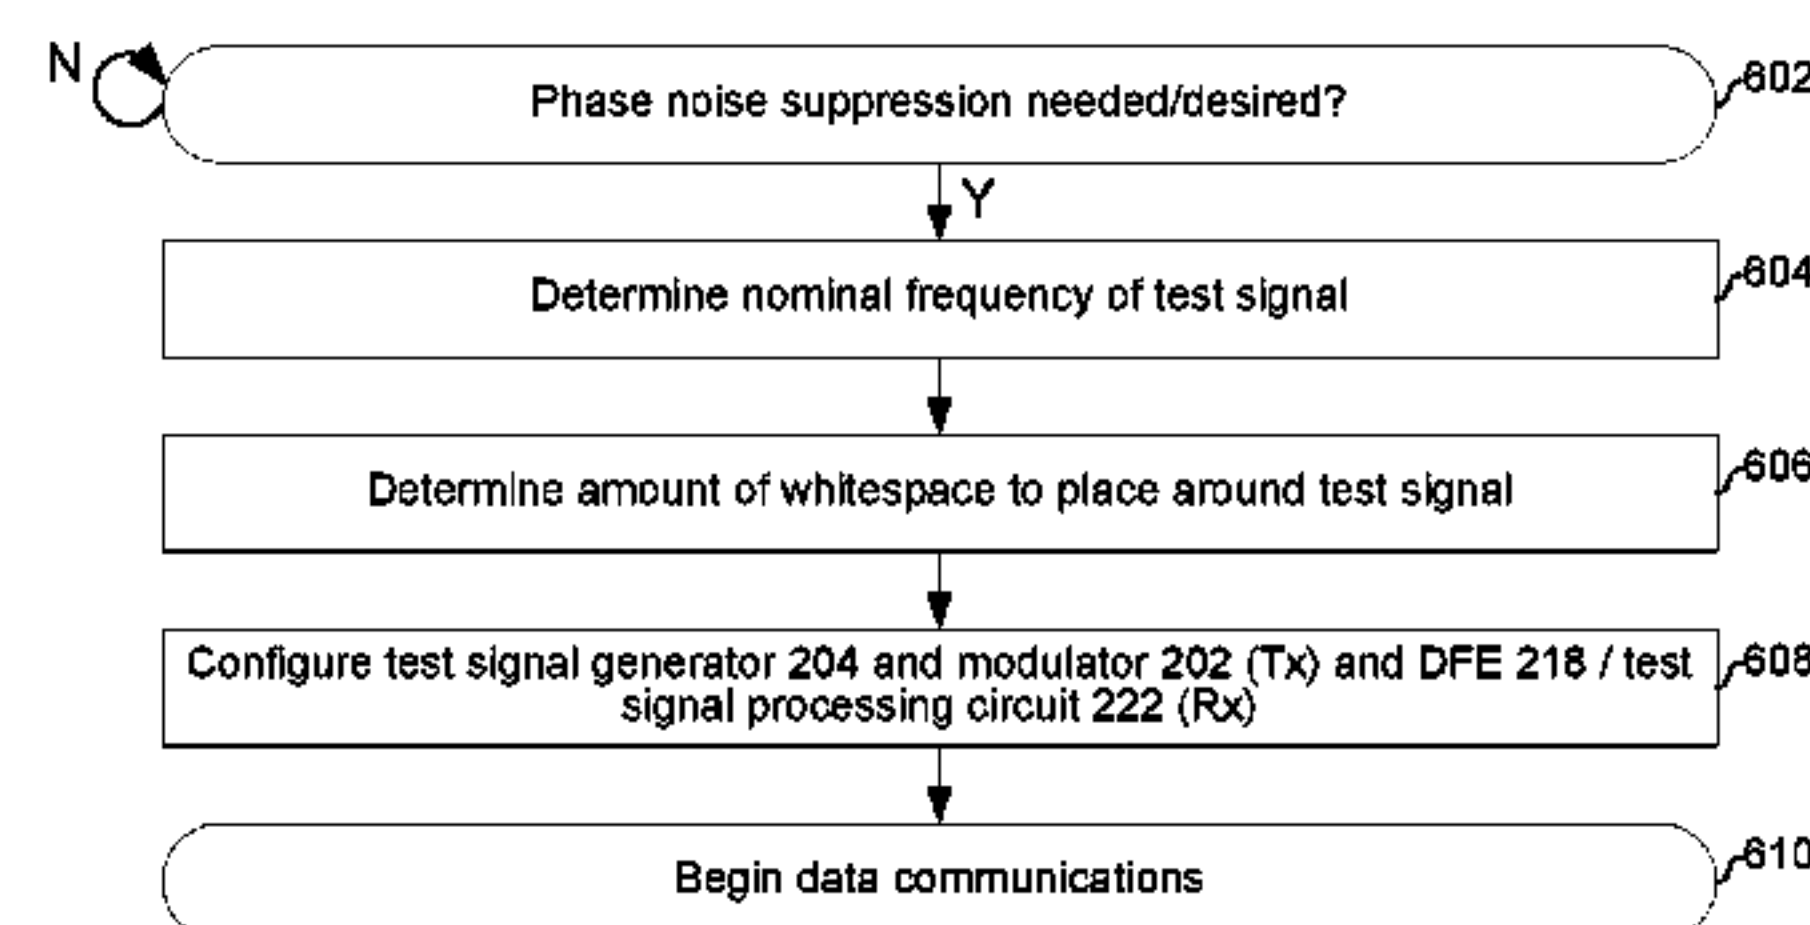 N
Phase noise suppression needed/desired?
602
Y
Determine nominal frequency of test signal
604
Determine amount of whitespace to place around test signal
606
Configure test signal generator 204 and modulator 202 (Tx) and DFE 218 / test
signal processing circuit 222 (Rx)
608
Begin data communications
610